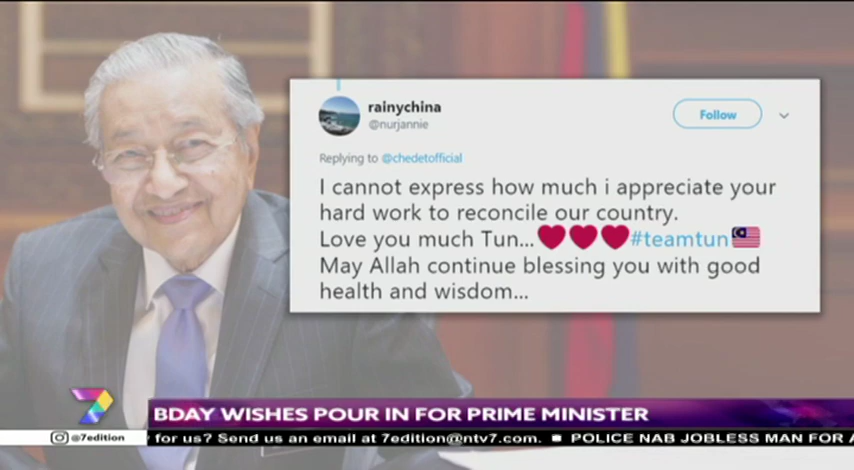 rainychina
@nurjannie
Follow
Replying to @chedetofficial
I cannot express how much i appreciate your
hard work to reconcile our country.
Love you much Tun...❤❤❤#teamtun🇲🇾
May Allah continue blessing you with good
health and wisdom...
7
BDAY WISHES POUR IN FOR PRIME MINISTER
@7edition
for us? Send us an email at 7edition@ntv7.com. ■ POLICE NAB JOBLESS MAN FOR A